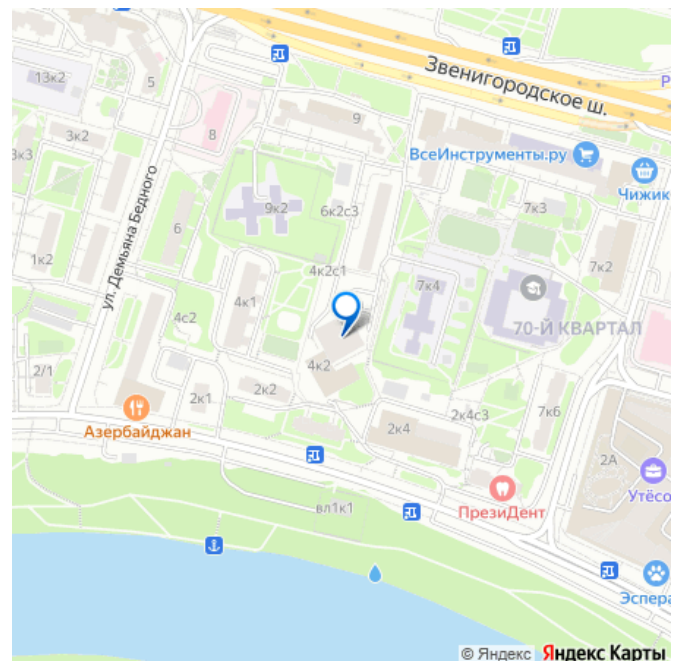 Звенигородское ш.
Р
13к2
5
9
8
3к2
3к3
ВсеИнструменты.ру
Чижик
ул. Демьяна Бедного
9к2
6к2с3
7к3
6
1к2
4к2с1
7к2
7к4
4к1
4с2
70-Й КВАРТАЛ
2/1
4к2
2к2
2к1
2к4с3
7к6
Азербайджан
2к4
2А
Утёсо
ПрезиДент
вл1к1
Эспера
© Яндекс Яндекс Карты